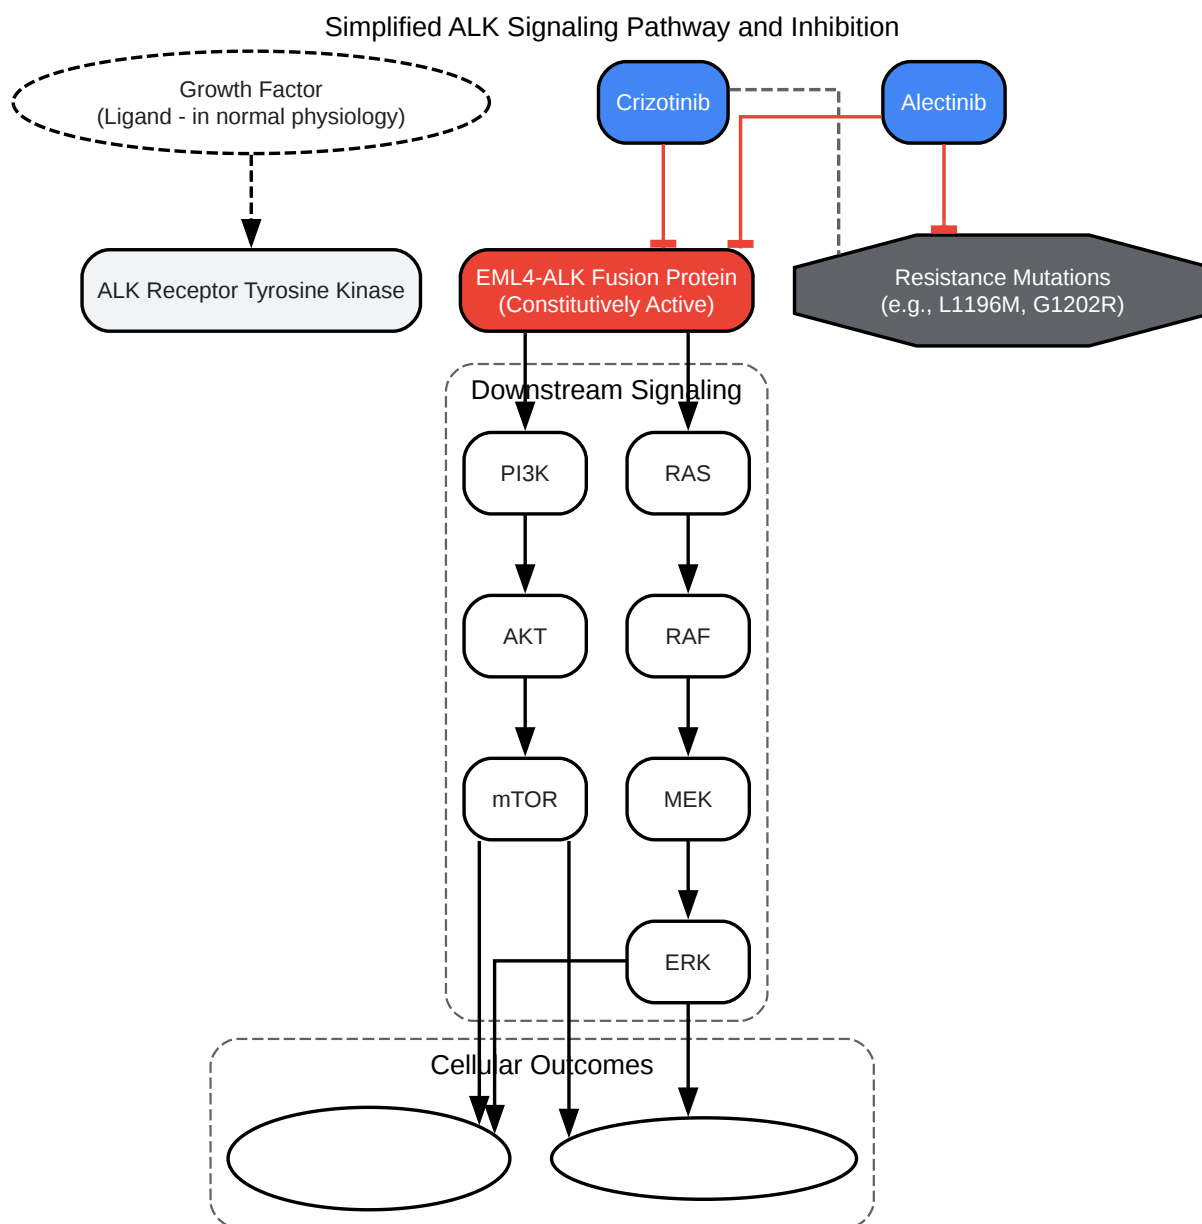 Simplified ALK Signaling Pathway and Inhibition
Growth Factor
(Ligand - in normal physiology)
Crizotinib
Alectinib
ALK Receptor Tyrosine Kinase
EML4-ALK Fusion Protein
(Constitutively Active)
Resistance Mutations
(e.g., L1196M, G1202R)
Downstream Signaling
PI3K
RAS
AKT
RAF
mTOR
MEK
ERK
Cellular Outcomes